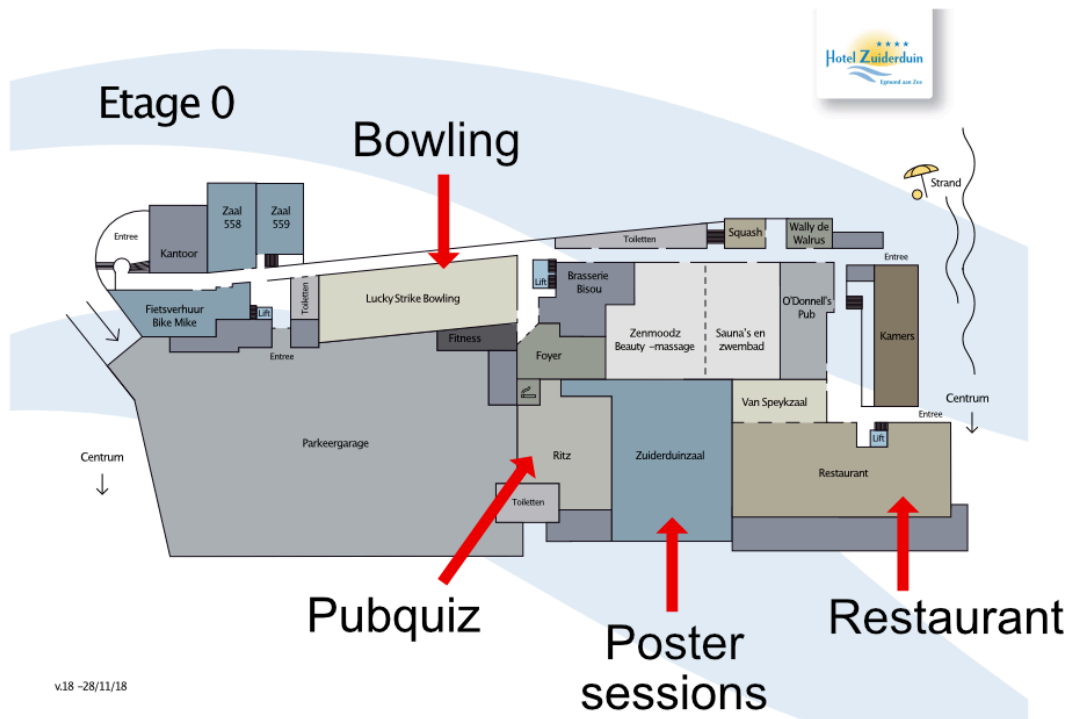 ★★★★
Hotel Zuiderduin
Egmond aan Zee
Etage 0
Bowling
Strand
Zaal
558
Zaal
559
Entree
Kantoor
Toiletten
Squash
Wally de
Walrus
Entree
Lift
Brasserie
Bisou
Toiletten
Lucky Strike Bowling
O'Donnell's
Pub
Fietsverhuur
Bike Mike
Lift
Zenmoodz
Beauty –massage
Sauna's en
zwembad
Kamers
Fitness
Foyer
Entree
Van Speykzaal
Centrum
Entree
Lift
Parkeergarage
Ritz
Zuiderduinzaal
Restaurant
Centrum
Toiletten
Pubquiz
Poster
sessions
Restaurant
v.18 –28/11/18